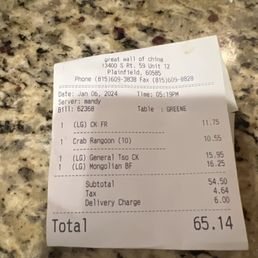 great wall of china
13400 S Rt. 59 Unit 12
Plainfield, 60585
Phone (815)609-3838 Fax(815)609-8828
Date: Jan 06, 2024 Time: 05:19PM
Server: mandy
Bill: 62368 Table : GREENE
1 (LG) CK FR 11.75
1 Crab Rangoon (10) 10.55
1 (LG) General Tso CK 15.95
1 (LG) Mongolian BF 16.25
Subtotal 54.50
Tax 4.64
Delivery Charge 6.00
Total 65.14